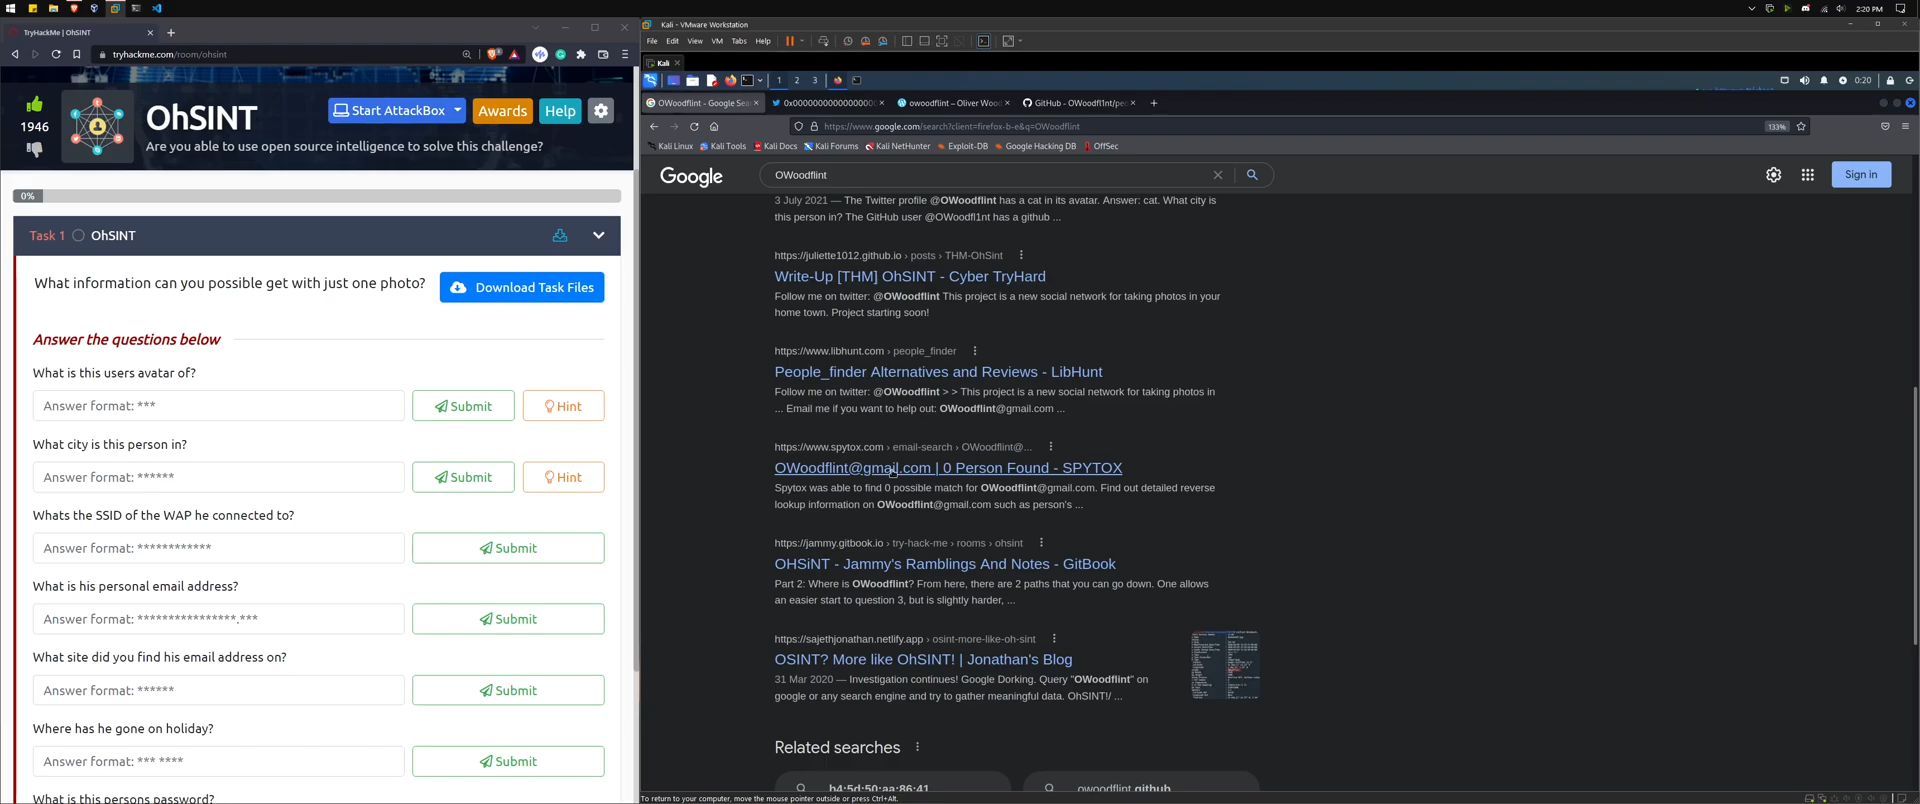 2:20 PM
TryHackMe | OhSINT
tryhackme.com/room/ohsint
1946
OhSINT
Start AttackBox
Awards
Help
Are you able to use open source intelligence to solve this challenge?
0%
Task 1
OhSINT
What information can you possible get with just one photo?
Download Task Files
Answer the questions below
What is this users avatar of?
Answer format: ***
Submit
Hint
What city is this person in?
Answer format: ******
Submit
Hint
Whats the SSID of the WAP he connected to?
Answer format: ************
Submit
What is his personal email address?
Answer format: ****************.***
Submit
What site did you find his email address on?
Answer format: ******
Submit
Where has he gone on holiday?
Answer format: *** ****
Submit
What is this persons password?
Kali - VMware Workstation
File Edit View VM Tabs Help
Kali
1 2 3
0:20
OWoodflint - Google Sea
0x0000000000000000
owoodflint – Oliver Woo
GitHub - OWoodfl1nt/pe
https://www.google.com/search?client=firefox-b-e&q=OWoodflint
133%
Kali Linux Kali Tools Kali Docs Kali Forums Kali NetHunter Exploit-DB Google Hacking DB OffSec
Google
OWoodflint
Sign in
3 July 2021 — The Twitter profile @OWoodflint has a cat in its avatar. Answer: cat. What city is
this person in? The GitHub user @OWoodfl1nt has a github ...
https://juliette1012.github.io › posts › THM-OhSint
Write-Up [THM] OhSINT - Cyber TryHard
Follow me on twitter: @OWoodflint This project is a new social network for taking photos in your
home town. Project starting soon!
https://www.libhunt.com › people_finder
People_finder Alternatives and Reviews - LibHunt
Follow me on twitter: @OWoodflint > > This project is a new social network for taking photos in
... Email me if you want to help out: OWoodflint@gmail.com ...
https://www.spytox.com › email-search › OWoodflint@...
OWoodflint@gmail.com | 0 Person Found - SPYTOX
Spytox was able to find 0 possible match for OWoodflint@gmail.com. Find out detailed reverse
lookup information on OWoodflint@gmail.com such as person's ...
https://jammy.gitbook.io › try-hack-me › rooms › ohsint
OHSiNT - Jammy's Ramblings And Notes - GitBook
Part 2: Where is OWoodflint? From here, there are 2 paths that you can go down. One allows
an easier start to question 3, but is slightly harder, ...
https://sajethjonathan.netlify.app › osint-more-like-oh-sint
OSINT? More like OhSINT! | Jonathan's Blog
31 Mar 2020 — Investigation continues! Google Dorking. Query "OWoodflint" on
google or any search engine and try to gather meaningful data. OhSINT!/ ...
Related searches
b4:5d:50:aa:86:41
owoodflint github
To return to your computer, move the mouse pointer outside or press Ctrl+Alt.